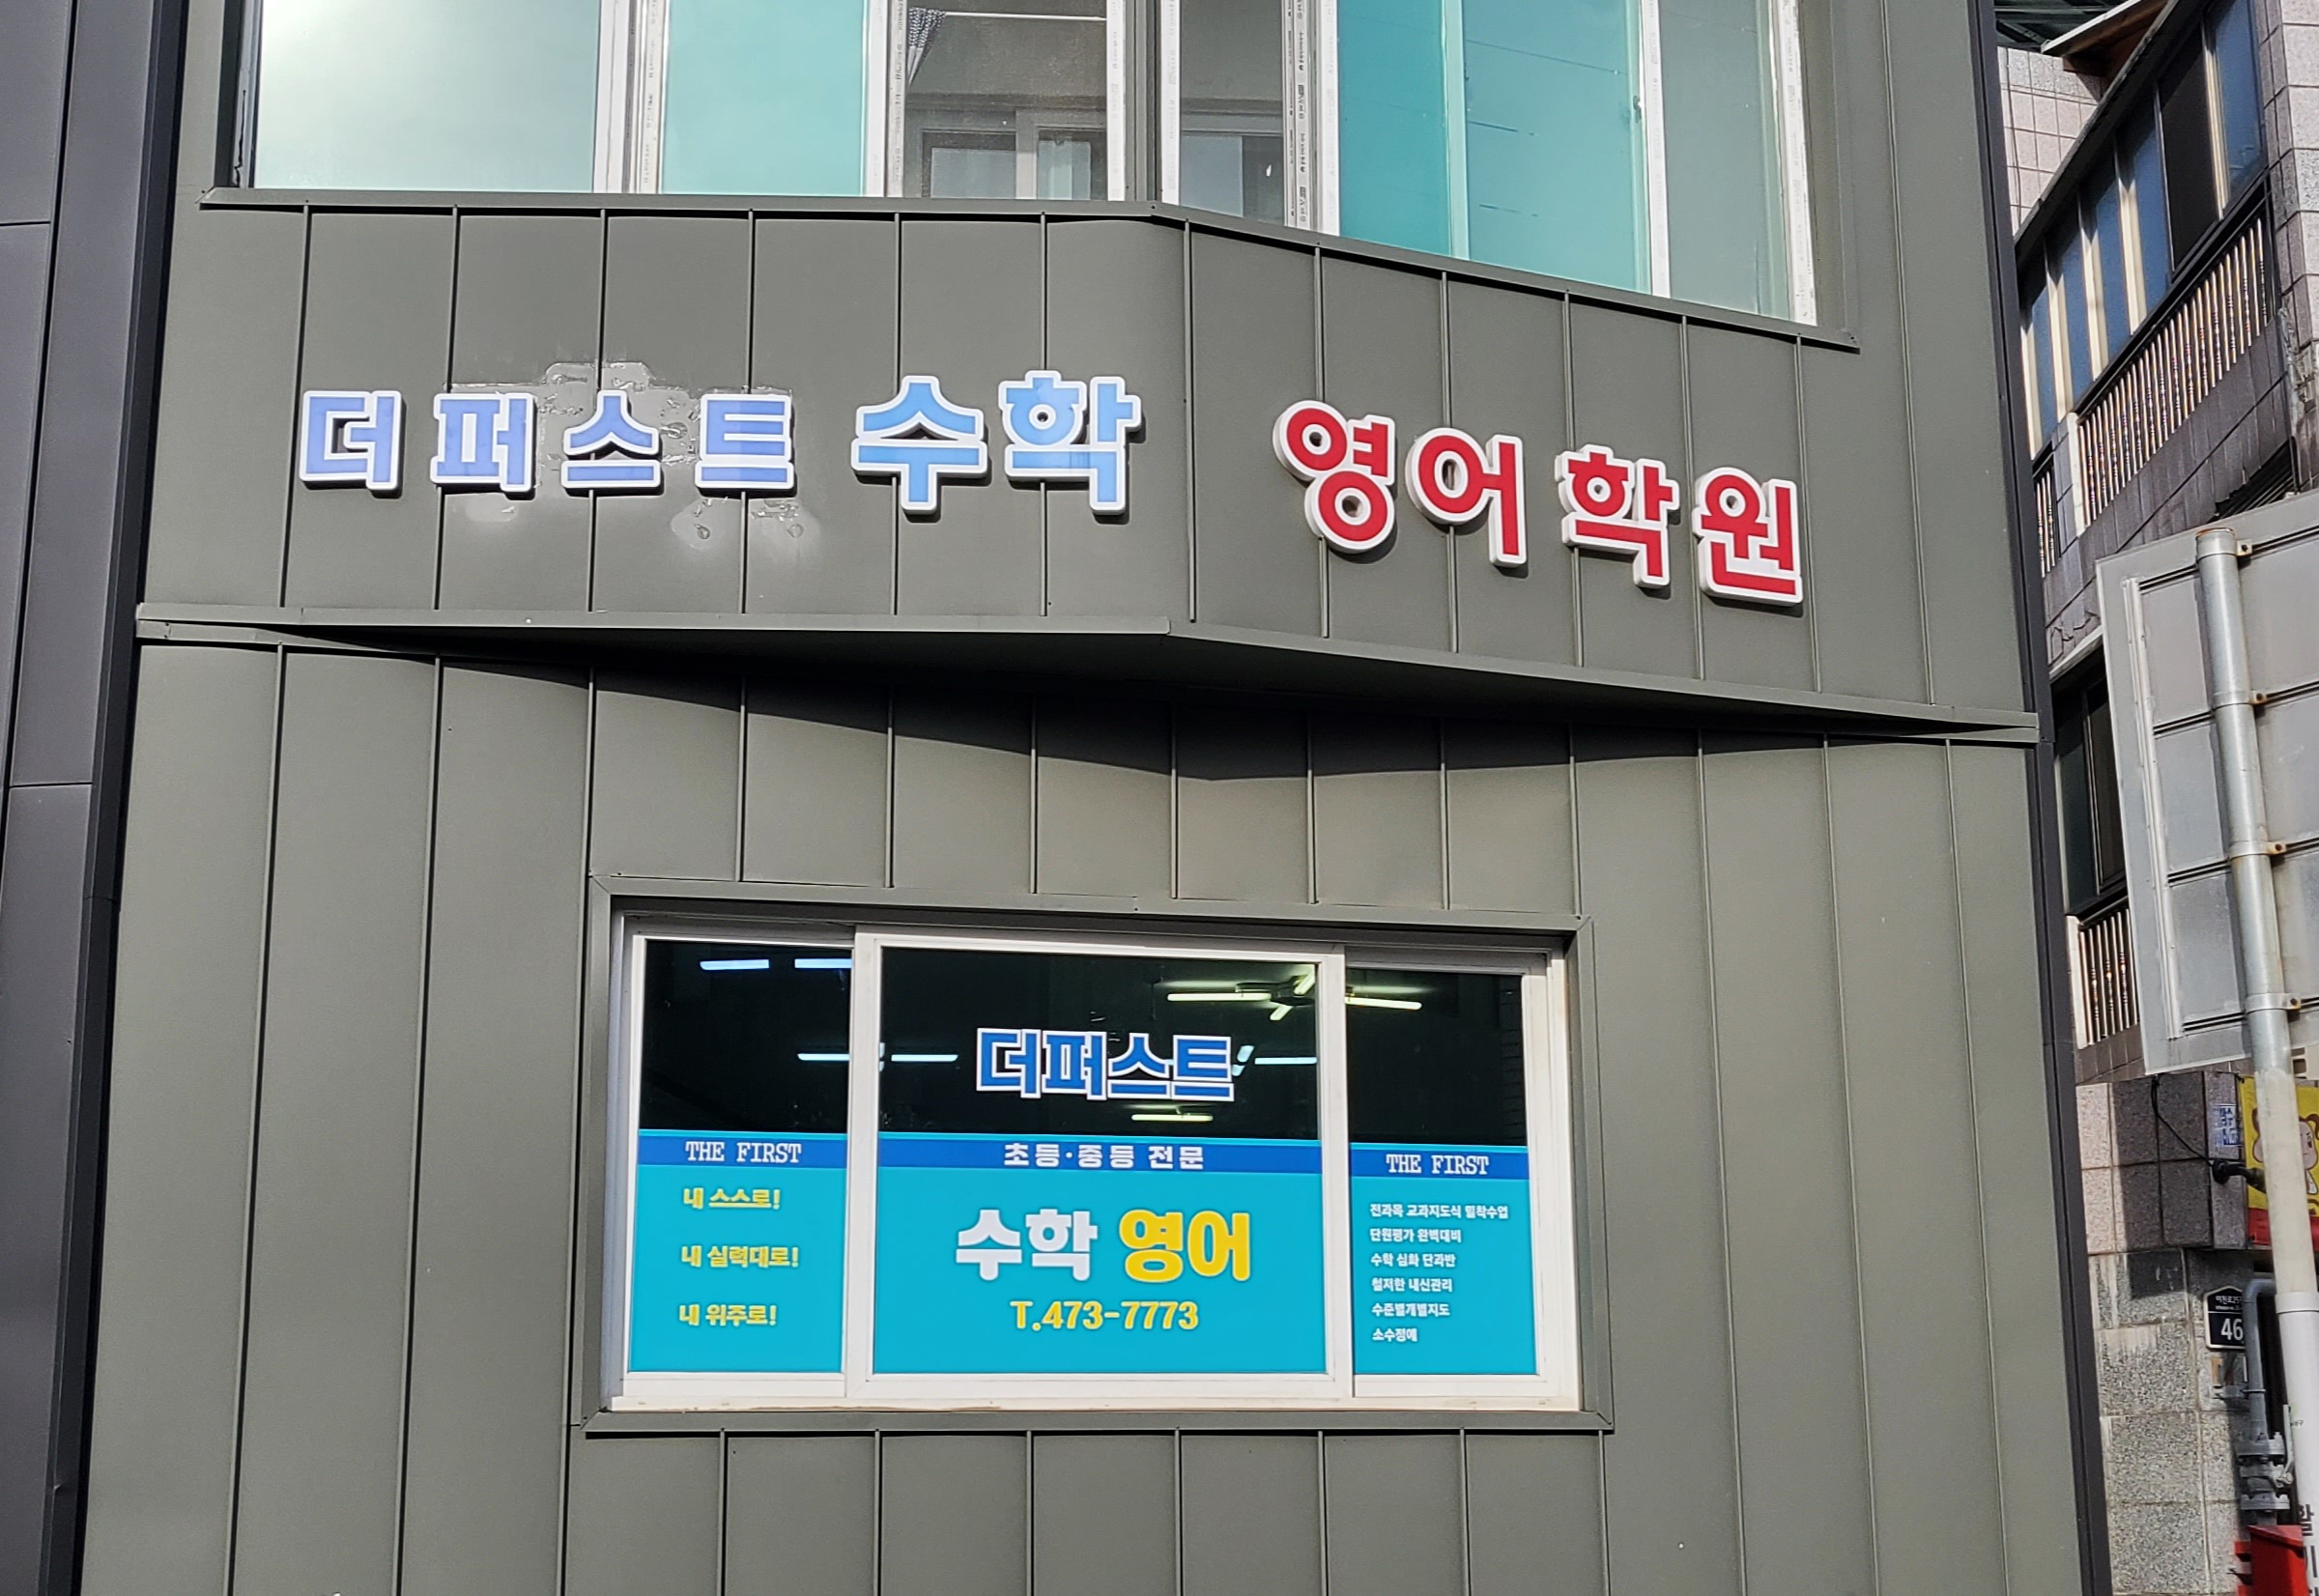 더퍼스트 수학 영어학원
더퍼스트
THE FIRST
내 스스로!
내 실력대로!
내 위주로!
초등·중등 전문
수학 영어
T.473-7773
THE FIRST
전과목 교과지도식 밀착수업
단원평가 완벽대비
수학 심화 단과반
철저한 내신관리
수준별개별지도
소수정예
46